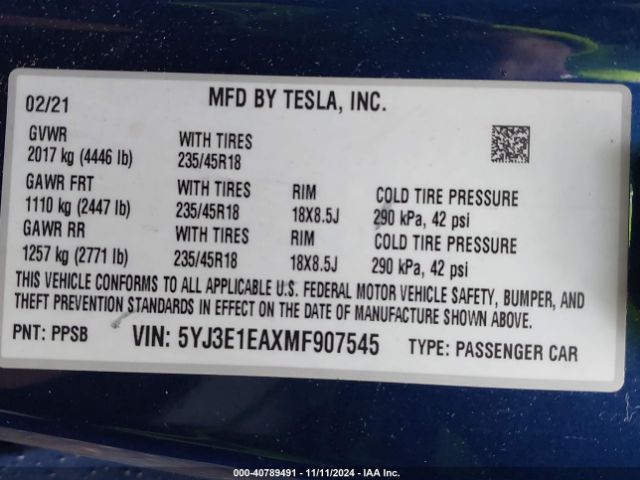 02/21 MFD BY TESLA, INC.
GVWR
2017 kg (4446 lb) WITH TIRES 235/45R18
GAWR FRT WITH TIRES RIM COLD TIRE PRESSURE
1110 kg (2447 lb) 235/45R18 18X8.5J 290 kPa, 42 psi
GAWR RR WITH TIRES RIM COLD TIRE PRESSURE
1257 kg (2771 lb) 235/45R18 18X8.5J 290 kPa, 42 psi
THIS VEHICLE CONFORMS TO ALL APPLICABLE U.S. FEDERAL MOTOR VEHICLE SAFETY, BUMPER, AND
THEFT PREVENTION STANDARDS IN EFFECT ON THE DATE OF MANUFACTURE SHOWN ABOVE.
PNT: PPSB VIN: 5YJ3E1EAXMF907545 TYPE: PASSENGER CAR
000-40789491 - 11/11/2024 - IAA Inc.